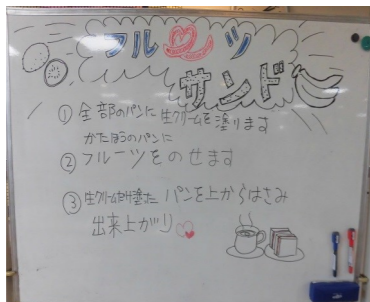 フルーツ
サンド
① 全部のパンに生クリームを塗ります
かたほうのパンに
② フルーツをのせます
③ 生クリームだけ塗った パンを上からはさみ
出来上がり